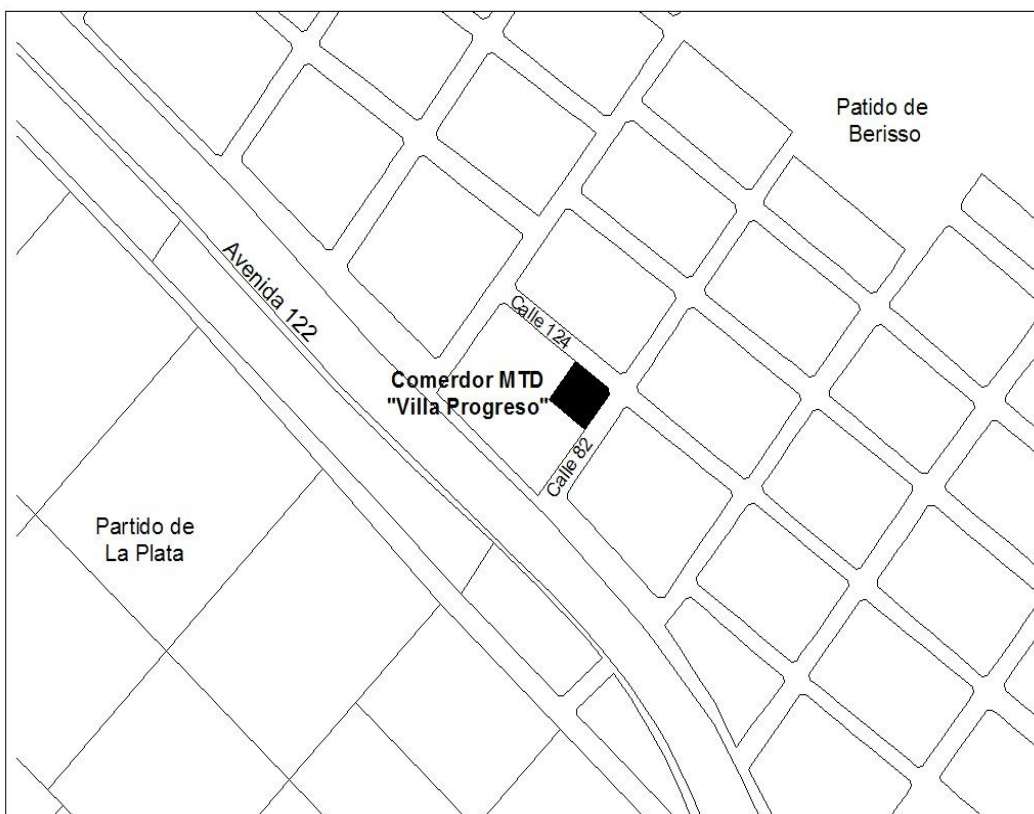 Patido de
Berisso
Avenida 122
Calle 124
Comerdor MTD
"Villa Progreso"
Calle 82
Partido de
La Plata